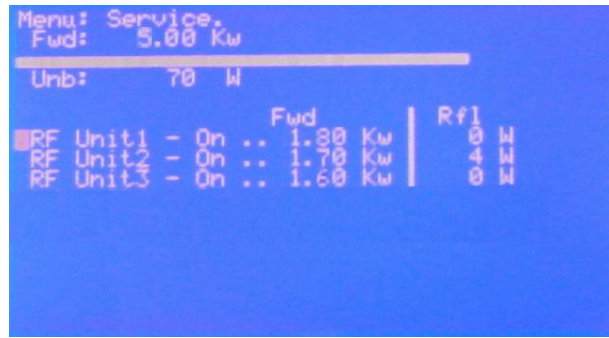 Menu: Service.
Fwd: 5.00 Kw
Unb: 70 W
Fwd Rfl
RF Unit1 - On .. 1.80 Kw 0 W
RF Unit2 - On .. 1.70 Kw 4 W
RF Unit3 - On .. 1.60 Kw 0 W